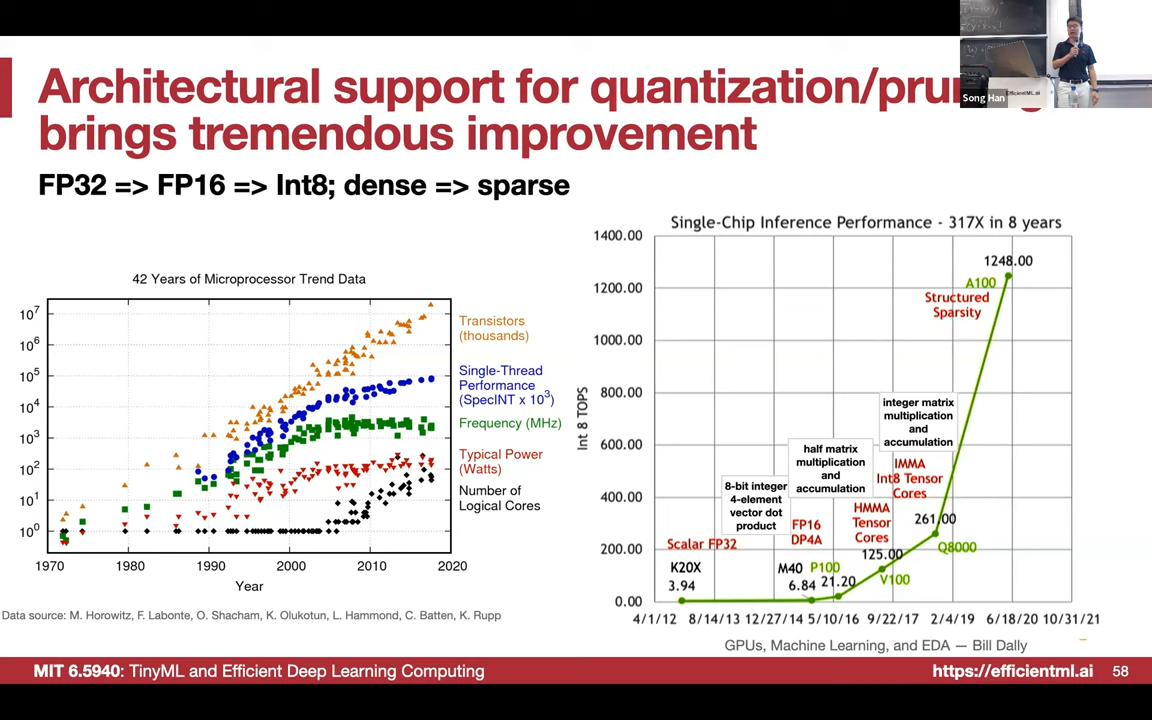 Architectural support for quantization/pru
brings tremendous improvement
FP32 => FP16 => Int8; dense => sparse
Song Han
EfficientML.ai
42 Years of Microprocessor Trend Data
10^7
10^6
10^5
10^4
10^3
10^2
10^1
10^0
1970
1980
1990
2000
2010
2020
Year
Transistors
(thousands)
Single-Thread
Performance
(SpecINT x 10^3)
Frequency (MHz)
Typical Power
(Watts)
Number of
Logical Cores
Data source: M. Horowitz, F. Labonte, O. Shacham, K. Olukotun, L. Hammond, C. Batten, K. Rupp
Single-Chip Inference Performance - 317X in 8 years
Int 8 TOPS
1400.00
1200.00
1000.00
800.00
600.00
400.00
200.00
0.00
4/1/12
8/14/13
12/27/14
5/10/16
9/22/17
2/4/19
6/18/20
10/31/21
Scalar FP32
K20X
3.94
8-bit integer
4-element
vector dot
product
M40
6.84
FP16
DP4A
P100
21.20
half matrix
multiplication
and
accumulation
HMMA
Tensor
Cores
125.00
V100
integer matrix
multiplication
and
accumulation
IMMA
Int8 Tensor
Cores
261.00
Q8000
Structured
Sparsity
A100
1248.00
GPUs, Machine Learning, and EDA — Bill Dally
MIT 6.5940: TinyML and Efficient Deep Learning Computing
https://efficientml.ai
58